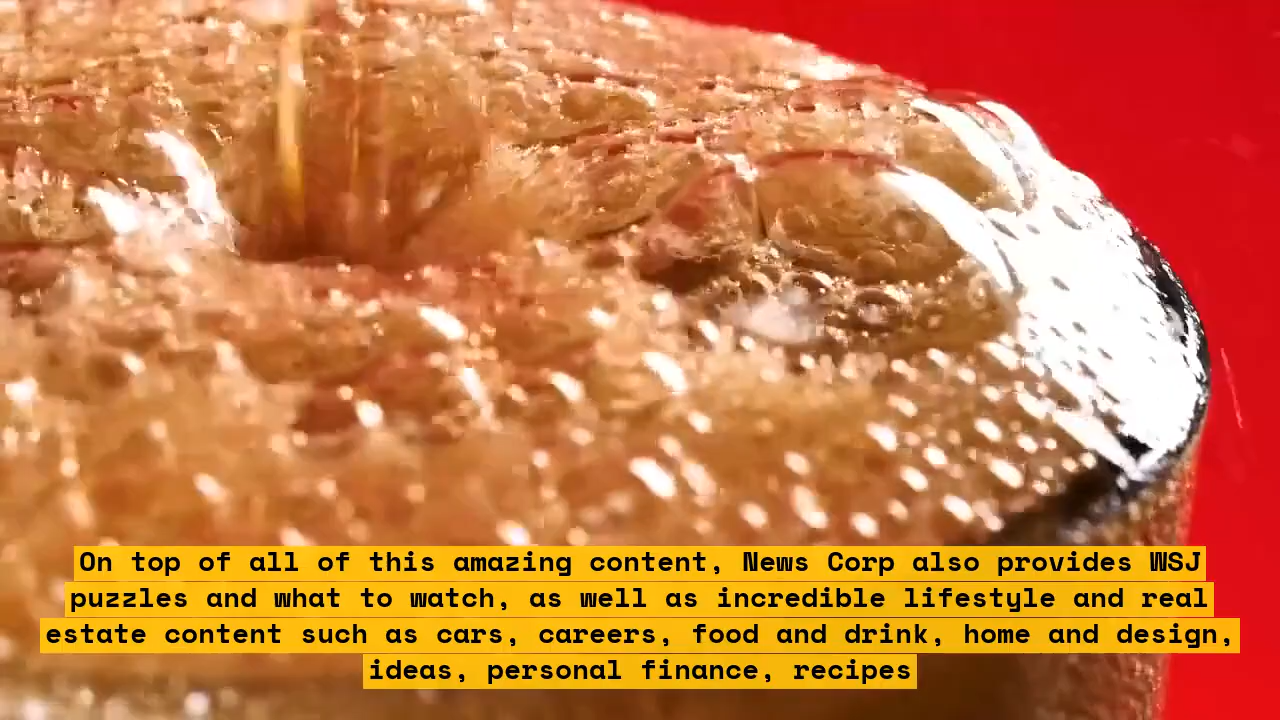 On top of all of this amazing content, News Corp also provides WSJ
puzzles and what to watch, as well as incredible lifestyle and real
estate content such as cars, careers, food and drink, home and design,
ideas, personal finance, recipes